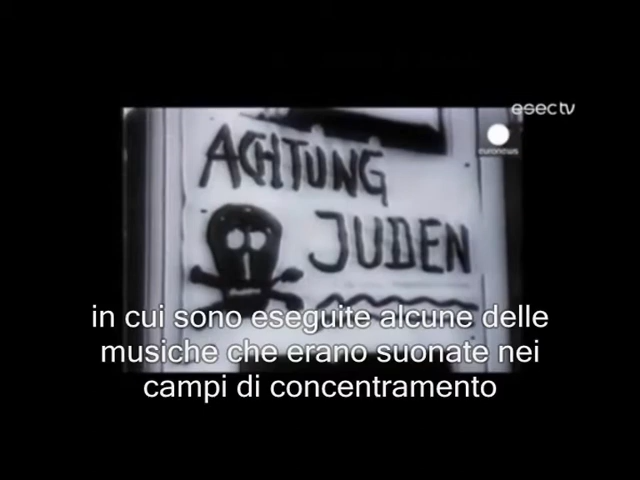 esectv
euronews
ACHTUNG
JUDEN
in cui sono eseguite alcune delle
musiche che erano suonate nei
campi di concentramento